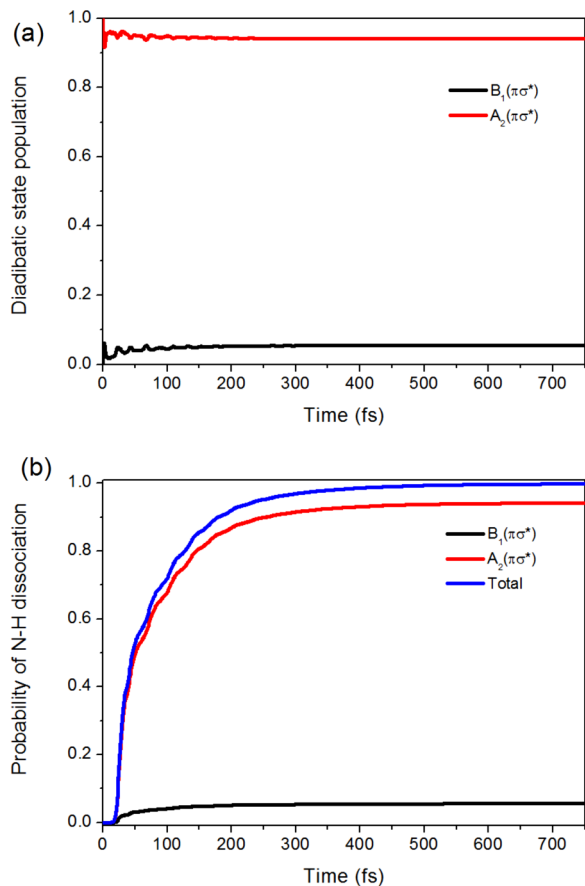 (a)
1.0
0.8
0.6
0.4
0.2
0.0
Diadibatic state population
B₁(πσ*)
A₂(πσ*)
0 100 200 300 400 500 600 700
Time (fs)
(b)
1.0
0.8
0.6
0.4
0.2
0.0
Probability of N-H dissociation
B₁(πσ*)
A₂(πσ*)
Total
0 100 200 300 400 500 600 700
Time (fs)